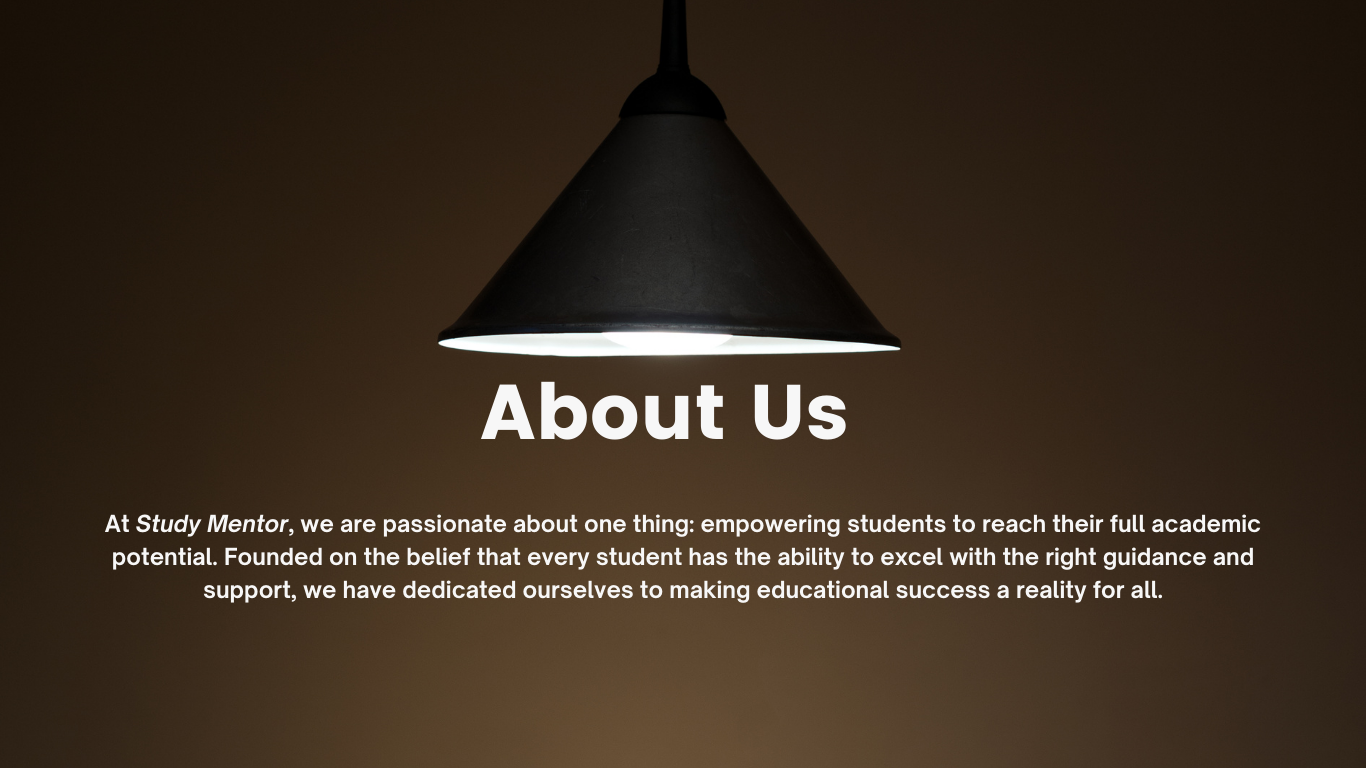 About Us
At Study Mentor, we are passionate about one thing: empowering students to reach their full academic
potential. Founded on the belief that every student has the ability to excel with the right guidance and
support, we have dedicated ourselves to making educational success a reality for all.